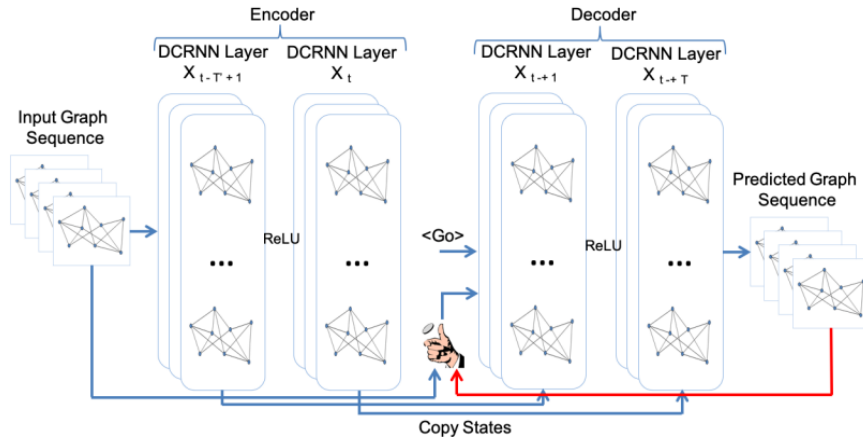 Encoder
Decoder
DCRNN Layer
X t - T' + 1
DCRNN Layer
X t
DCRNN Layer
X t -+ 1
DCRNN Layer
X t -+ T
Input Graph
Sequence
Predicted Graph
Sequence
ReLU
<Go>
ReLU
...
...
...
...
Copy States